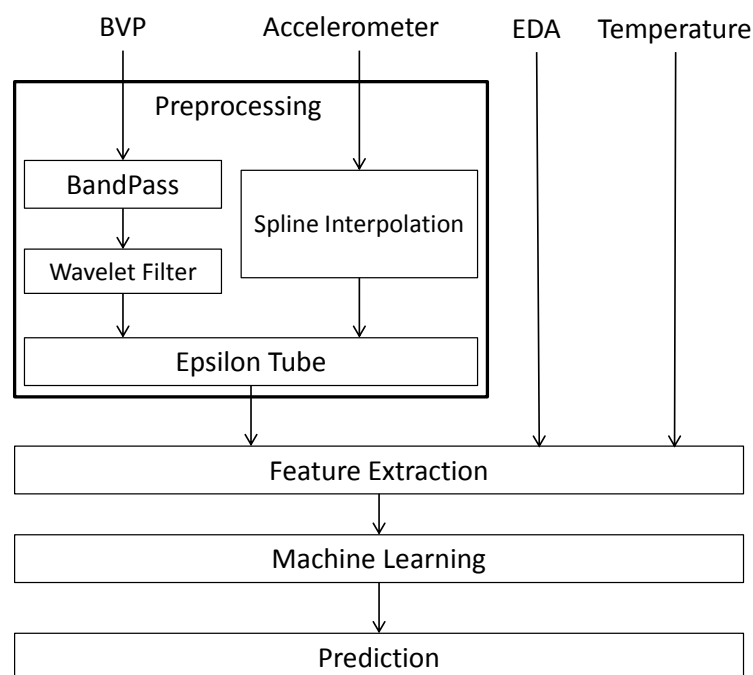 BVP Accelerometer EDA Temperature
Preprocessing
BandPass
Spline Interpolation
Wavelet Filter
Epsilon Tube
Feature Extraction
Machine Learning
Prediction